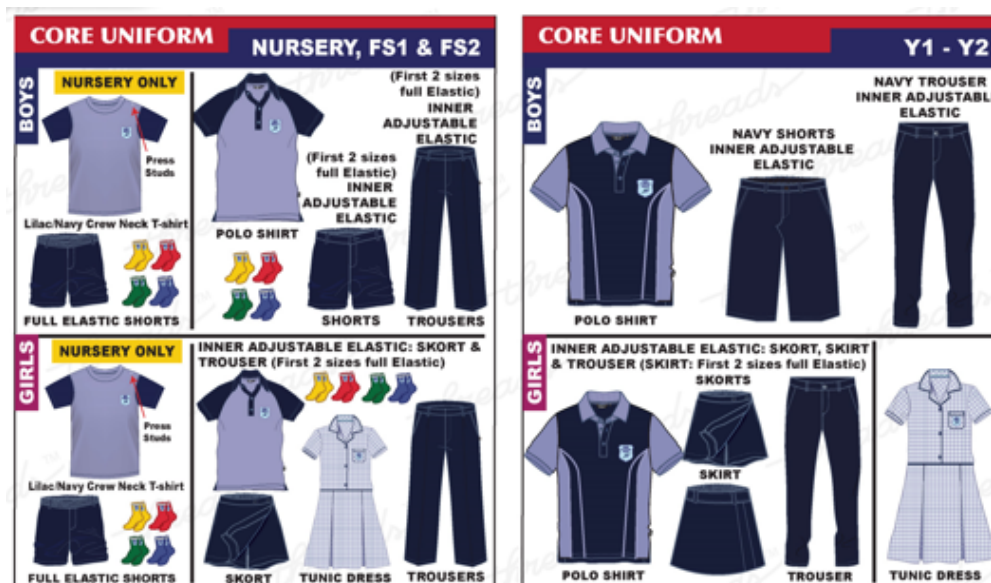 CORE UNIFORM
NURSERY, FS1 & FS2
BOYS
NURSERY ONLY
Press
Studs
Lilac/Navy Crew Neck T-shirt
FULL ELASTIC SHORTS
POLO SHIRT
(First 2 sizes
full Elastic)
INNER
ADJUSTABLE
ELASTIC
SHORTS
(First 2 sizes
full Elastic)
INNER
ADJUSTABLE
ELASTIC
TROUSERS
GIRLS
NURSERY ONLY
Press
Studs
Lilac/Navy Crew Neck T-shirt
FULL ELASTIC SHORTS
INNER ADJUSTABLE ELASTIC: SKORT &
TROUSER (First 2 sizes full Elastic)
SKORT
TUNIC DRESS
TROUSERS
CORE UNIFORM
Y1 - Y2
BOYS
POLO SHIRT
NAVY SHORTS
INNER ADJUSTABLE
ELASTIC
NAVY TROUSER
INNER ADJUSTABLE
ELASTIC
GIRLS
INNER ADJUSTABLE ELASTIC: SKORT, SKIRT
& TROUSER (SKIRT: First 2 sizes full Elastic)
SKORTS
SKIRT
POLO SHIRT
TROUSER
TUNIC DRESS
threads